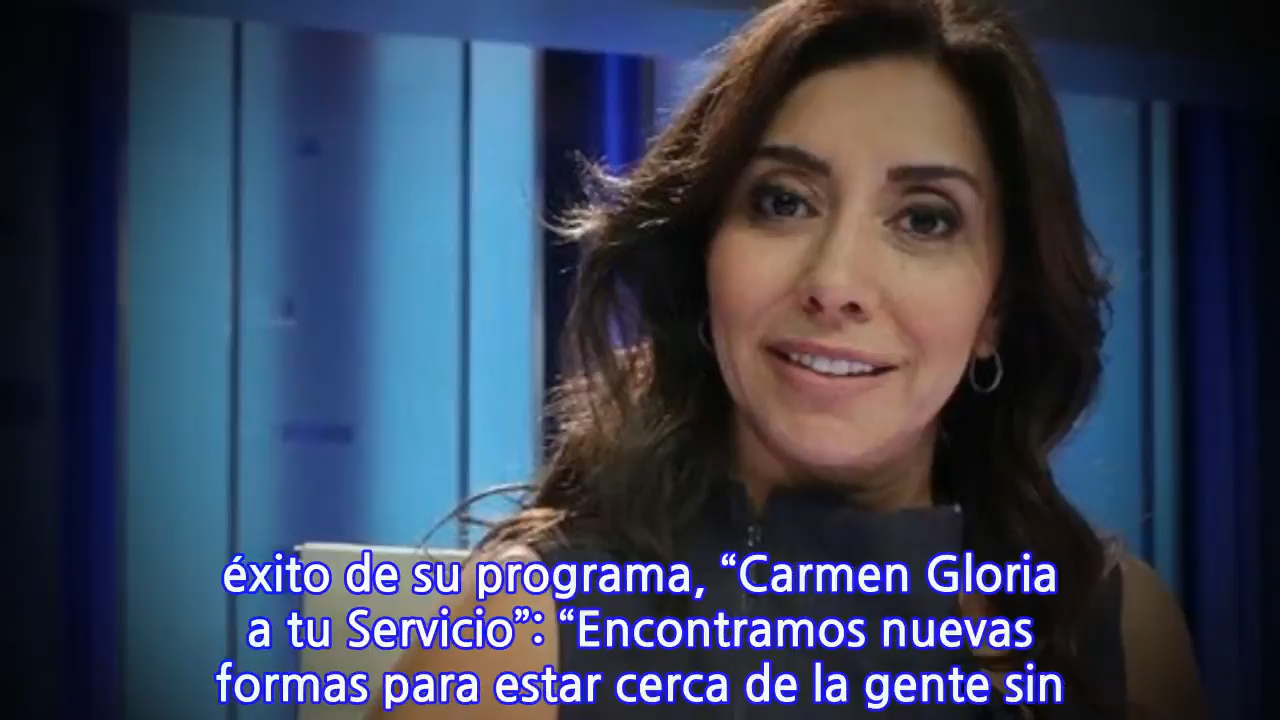 éxito de su programa, “Carmen Gloria
a tu Servicio”: “Encontramos nuevas
formas para estar cerca de la gente sin